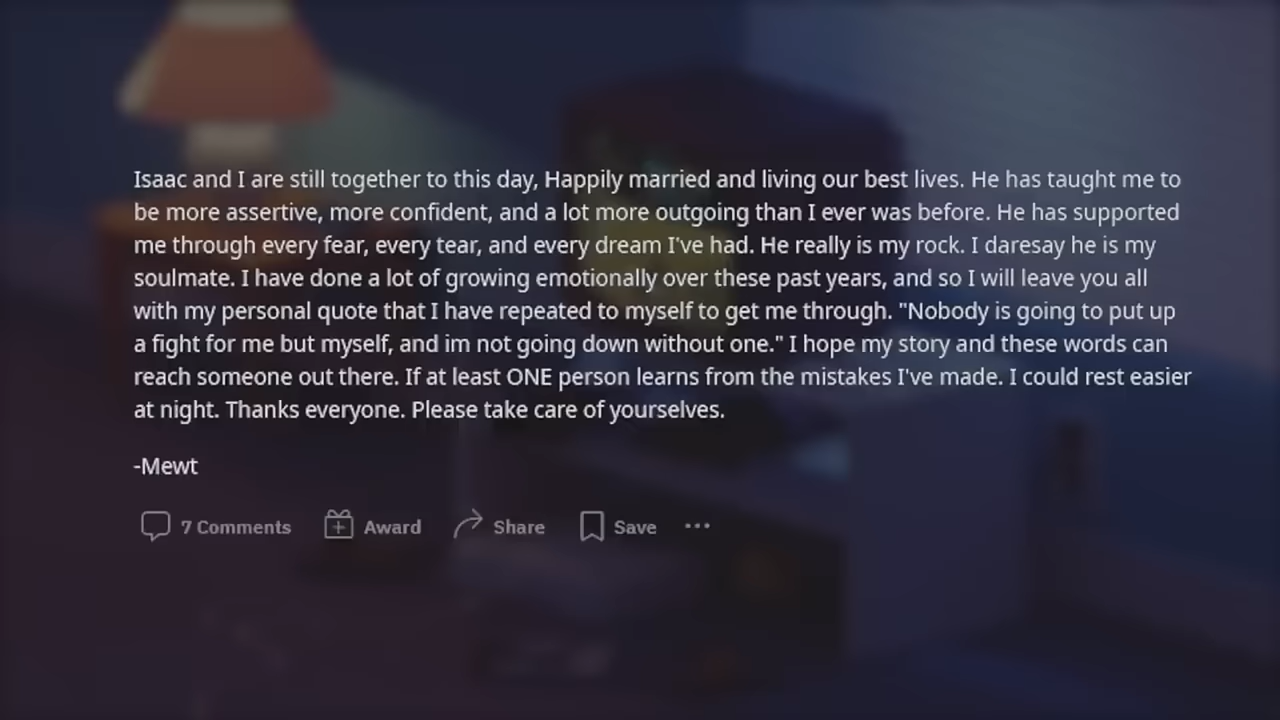 Isaac and I are still together to this day, Happily married and living our best lives. He has taught me to
be more assertive, more confident, and a lot more outgoing than I ever was before. He has supported
me through every fear, every tear, and every dream I've had. He really is my rock. I daresay he is my
soulmate. I have done a lot of growing emotionally over these past years, and so I will leave you all
with my personal quote that I have repeated to myself to get me through. "Nobody is going to put up
a fight for me but myself, and im not going down without one." I hope my story and these words can
reach someone out there. If at least ONE person learns from the mistakes I've made. I could rest easier
at night. Thanks everyone. Please take care of yourselves.
-Mewt
7 Comments Award Share Save ...